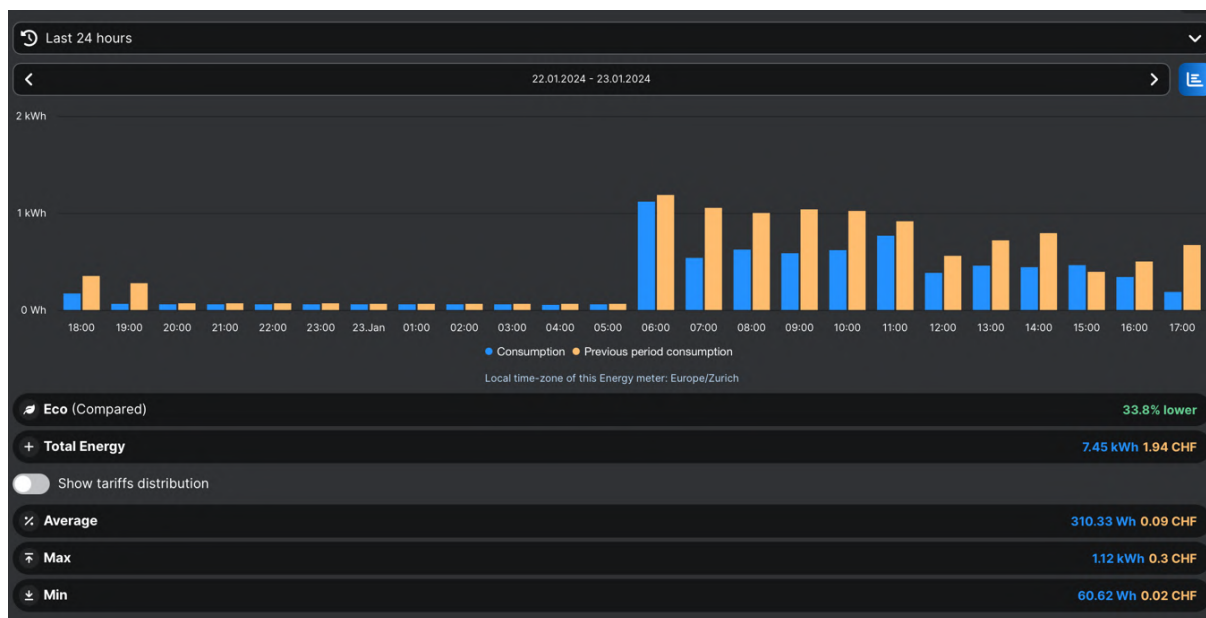 Last 24 hours
22.01.2024 - 23.01.2024
2 kWh
1 kWh
0 Wh
18:00 19:00 20:00 21:00 22:00 23:00 23.Jan 01:00 02:00 03:00 04:00 05:00 06:00 07:00 08:00 09:00 10:00 11:00 12:00 13:00 14:00 15:00 16:00 17:00
Consumption Previous period consumption
Local time-zone of this Energy meter: Europe/Zurich
Eco (Compared) 33.8% lower
Total Energy 7.45 kWh 1.94 CHF
Show tariffs distribution
Average 310.33 Wh 0.09 CHF
Max 1.12 kWh 0.3 CHF
Min 60.62 Wh 0.02 CHF